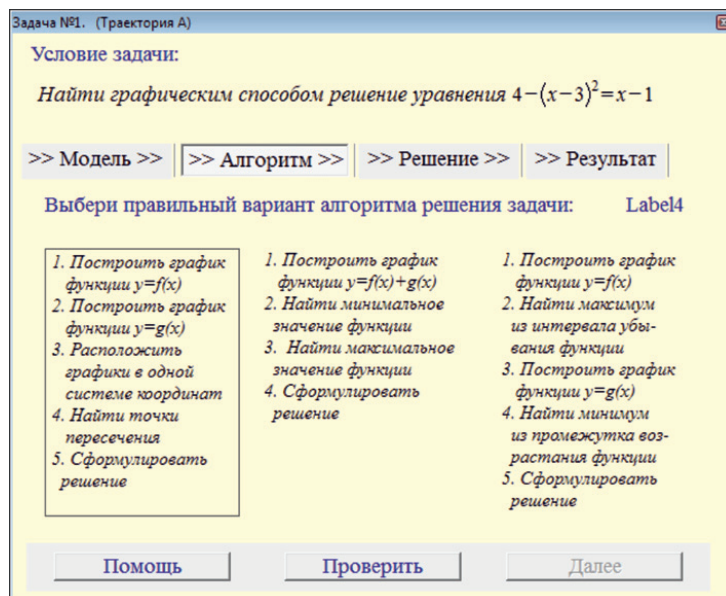 Задача №1. (Траектория А)
Условие задачи:
Найти графическим способом решение уравнения 4−(x−3)²=x−1
>> Модель >> >> Алгоритм >> >> Решение >> >> Результат
Выбери правильный вариант алгоритма решения задачи: Label4
1. Построить график
функции y=f(x)
2. Построить график
функции y=g(x)
3. Расположить
графики в одной
системе координат
4. Найти точки
пересечения
5. Сформулировать
решение
1. Построить график
функции y=f(x)+g(x)
2. Найти минимальное
значение функции
3. Найти максимальное
значение функции
4. Сформулировать
решение
1. Построить график
функции y=f(x)
2. Найти максимум
из интервала убы-
вания функции
3. Построить график
функции y=g(x)
4. Найти минимум
из промежутка воз-
растания функции
5. Сформулировать
решение
Помощь Проверить Далее